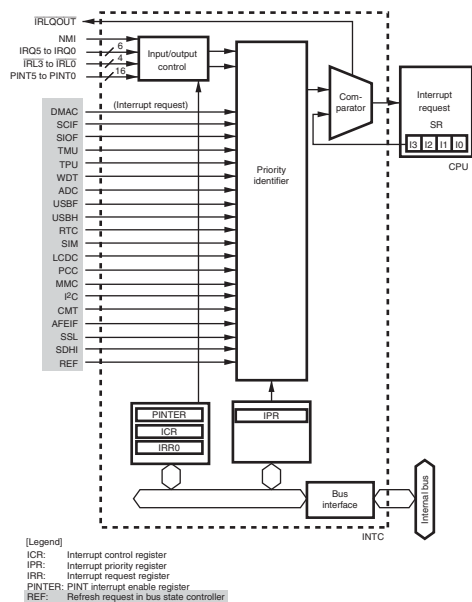 IRLQOUT
NMI
IRQ5 to IRQ0
6
IRL3 to IRL0
4
PINT5 to PINT0
16
Input/output
control
(Interrupt request)
DMAC
SCIF
SIOF
TMU
TPU
WDT
ADC
USBF
USBH
RTC
SIM
LCDC
PCC
MMC
I2C
CMT
AFEIF
SSL
SDHI
REF
Priority
identifier
Com-
parator
Interrupt
request
SR
I3 I2 I1 I0
CPU
PINTER
ICR
IRR0
IPR
Bus
interface
Internal bus
INTC
[Legend]
ICR: Interrupt control register
IPR: Interrupt priority register
IRR: Interrupt request register
PINTER: PINT interrupt enable register
REF: Refresh request in bus state controller